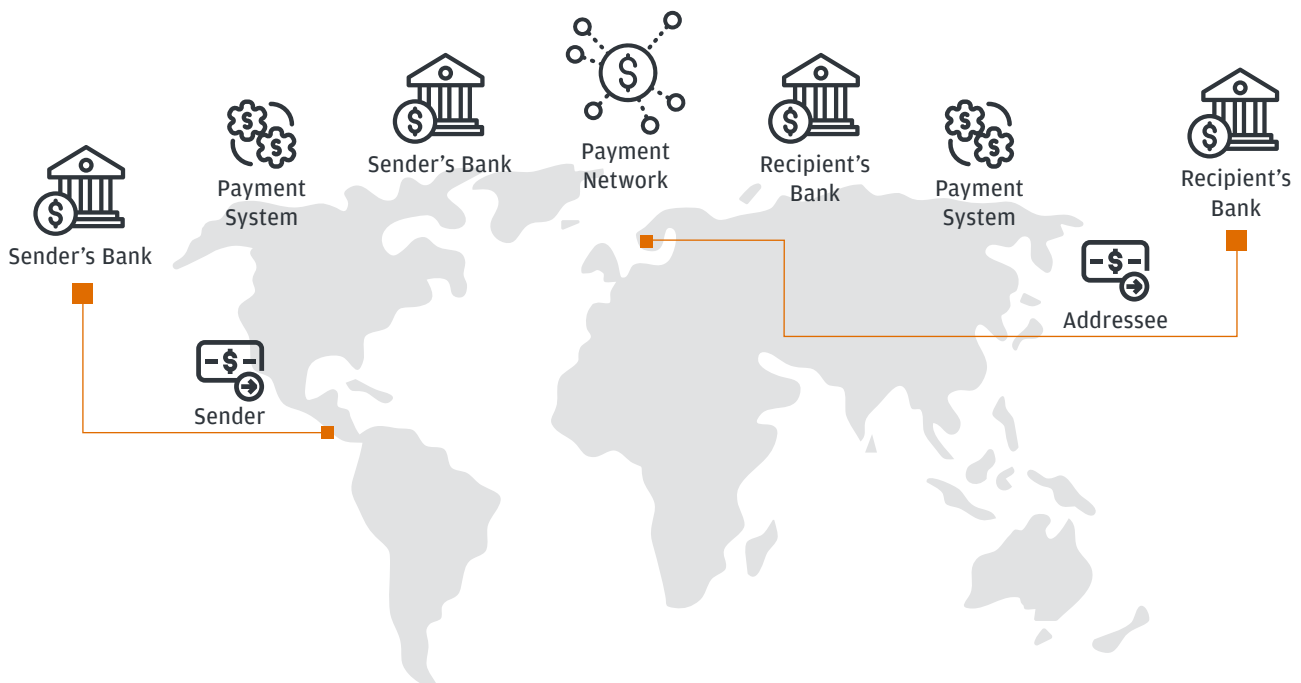 Sender's Bank
Payment
System
Sender's Bank
Payment
Network
Recipient's
Bank
Payment
System
Recipient's
Bank
$
$
$
$
$
$
$
$
-$-
Sender
-$-
Addressee